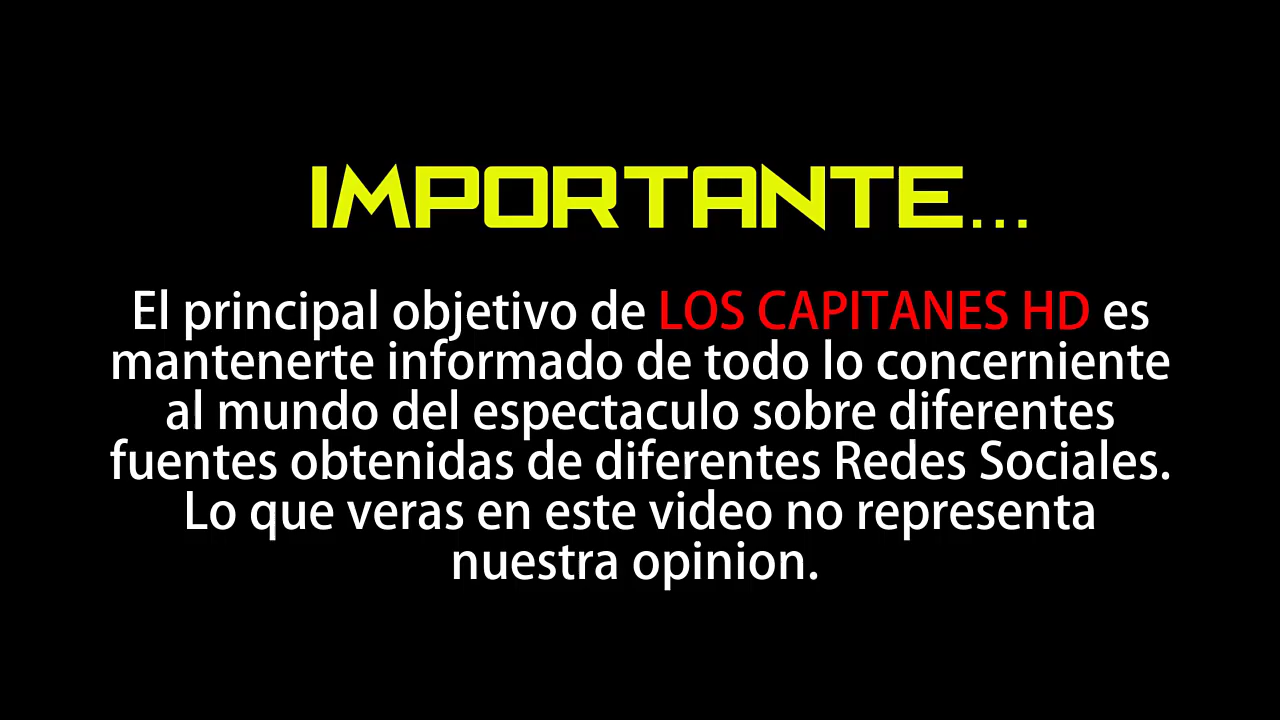 IMPORTANTE...
El principal objetivo de LOS CAPITANES HD es
mantenerte informado de todo lo concerniente
al mundo del espectaculo sobre diferentes
fuentes obtenidas de diferentes Redes Sociales.
Lo que veras en este video no representa
nuestra opinion.